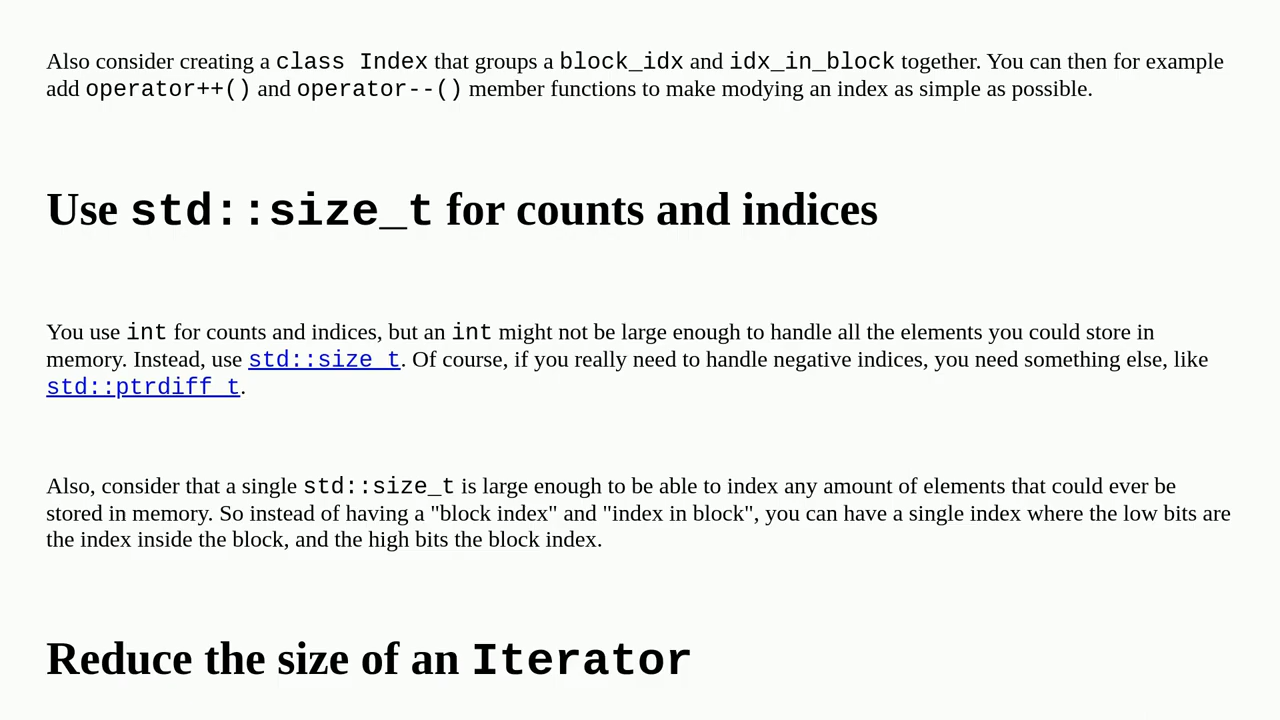 Also consider creating a class Index that groups a block_idx and idx_in_block together. You can then for example
add operator++() and operator--() member functions to make modying an index as simple as possible.
Use std::size_t for counts and indices
You use int for counts and indices, but an int might not be large enough to handle all the elements you could store in
memory. Instead, use std::size_t. Of course, if you really need to handle negative indices, you need something else, like
std::ptrdiff_t.
Also, consider that a single std::size_t is large enough to be able to index any amount of elements that could ever be
stored in memory. So instead of having a "block index" and "index in block", you can have a single index where the low bits are
the index inside the block, and the high bits the block index.
Reduce the size of an Iterator